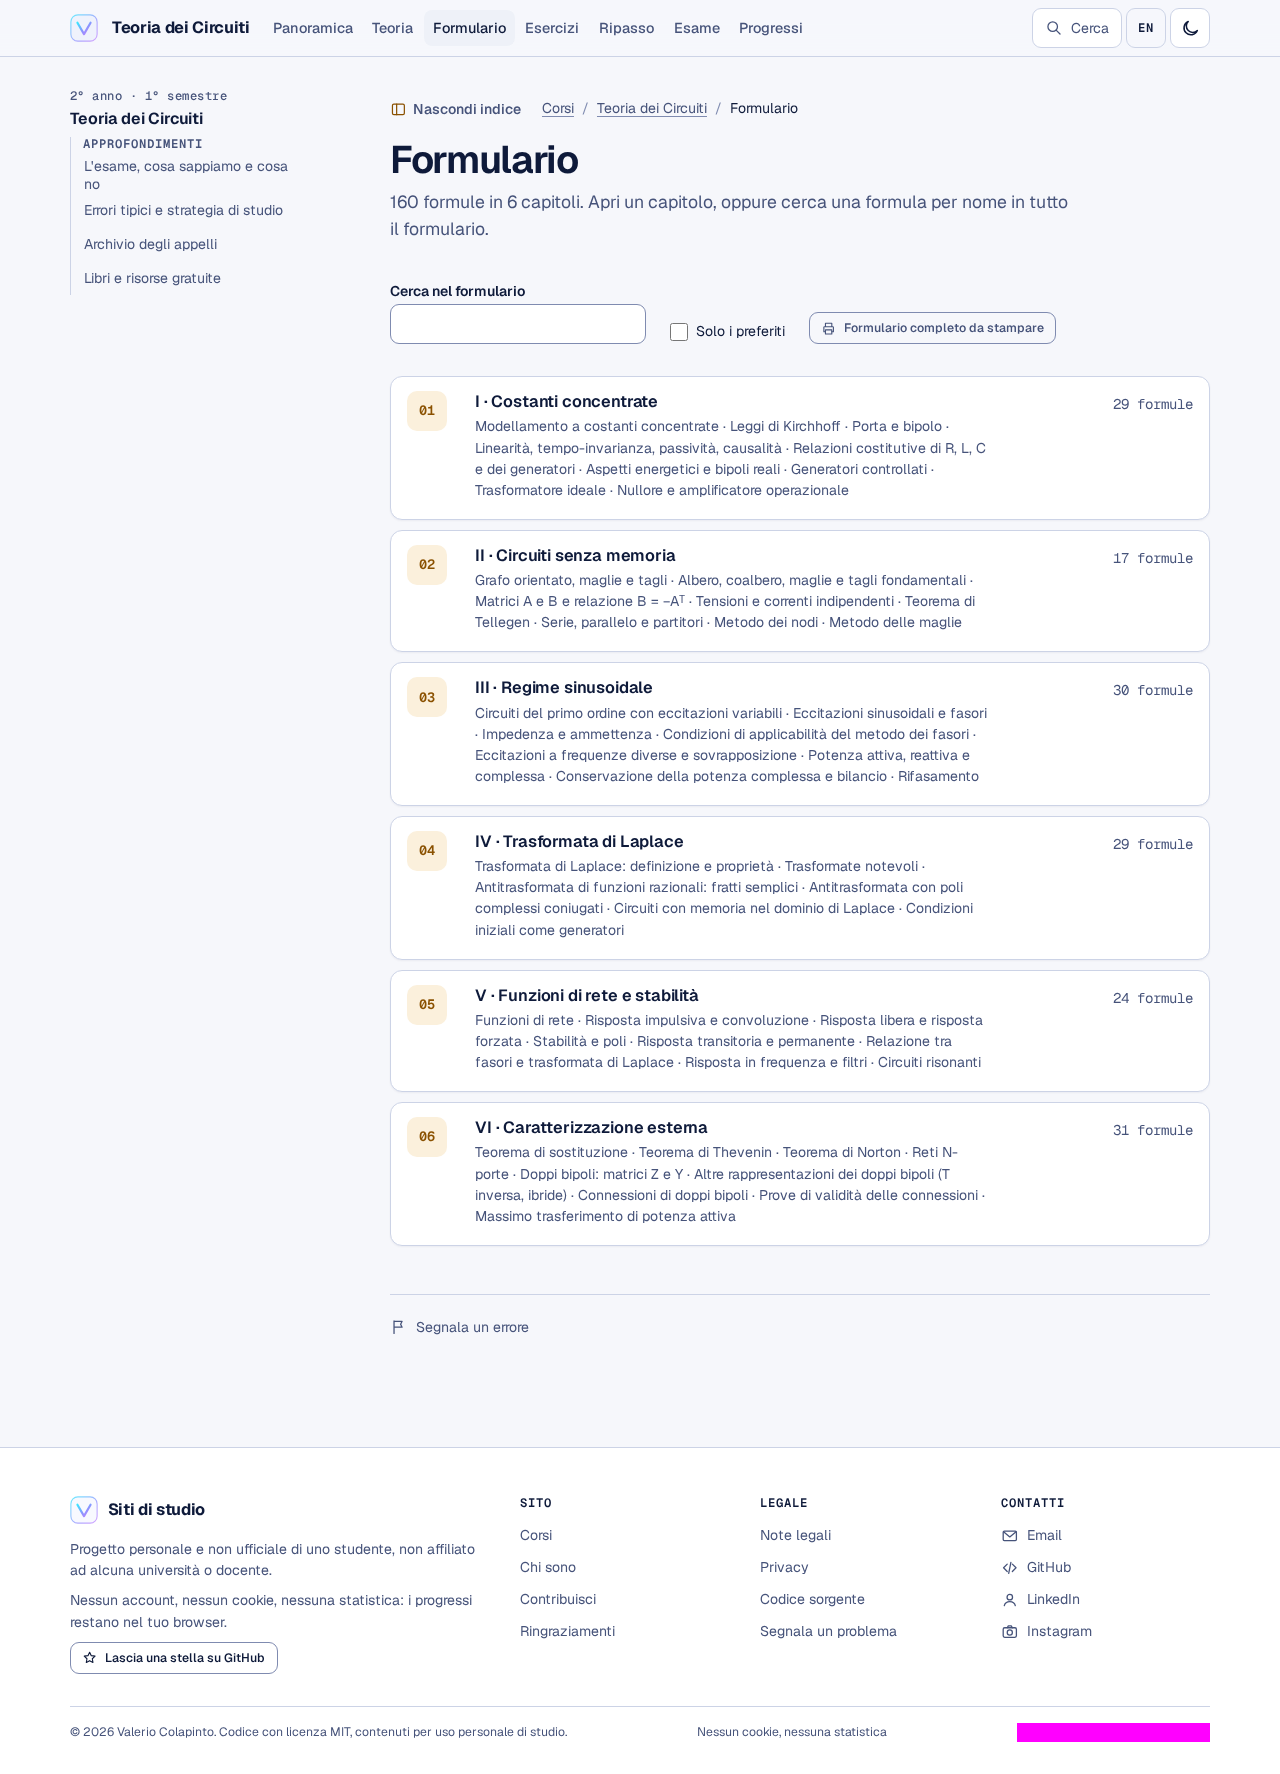 Teoria dei Circuiti
Panoramica
Teoria
Formulario
Esercizi
Ripasso
Esame
Progressi
Cerca
EN
2º anno · 1º semestre
Teoria dei Circuiti
APPROFONDIMENTI
L'esame, cosa sappiamo e cosa
no
Errori tipici e strategia di studio
Archivio degli appelli
Libri e risorse gratuite
Nascondi indice
Corsi / Teoria dei Circuiti / Formulario
Formulario
160 formule in 6 capitoli. Apri un capitolo, oppure cerca una formula per nome in tutto
il formulario.
Cerca nel formulario
Solo i preferiti
Formulario completo da stampare
01
I · Costanti concentrate
29 formule
Modellamento a costanti concentrate · Leggi di Kirchhoff · Porta e bipolo ·
Linearità, tempo-invarianza, passività, causalità · Relazioni costitutive di R, L, C
e dei generatori · Aspetti energetici e bipoli reali · Generatori controllati ·
Trasformatore ideale · Nullore e amplificatore operazionale
02
II · Circuiti senza memoria
17 formule
Grafo orientato, maglie e tagli · Albero, coalbero, maglie e tagli fondamentali ·
Matrici A e B e relazione B = −Aᵀ · Tensioni e correnti indipendenti · Teorema di
Tellegen · Serie, parallelo e partitori · Metodo dei nodi · Metodo delle maglie
03
III · Regime sinusoidale
30 formule
Circuiti del primo ordine con eccitazioni variabili · Eccitazioni sinusoidali e fasori
· Impedenza e ammettenza · Condizioni di applicabilità del metodo dei fasori ·
Eccitazioni a frequenze diverse e sovrapposizione · Potenza attiva, reattiva e
complessa · Conservazione della potenza complessa e bilancio · Rifasamento
04
IV · Trasformata di Laplace
29 formule
Trasformata di Laplace: definizione e proprietà · Trasformate notevoli ·
Antitrasformata di funzioni razionali: fratti semplici · Antitrasformata con poli
complessi coniugati · Circuiti con memoria nel dominio di Laplace · Condizioni
iniziali come generatori
05
V · Funzioni di rete e stabilità
24 formule
Funzioni di rete · Risposta impulsiva e convoluzione · Risposta libera e risposta
forzata · Stabilità e poli · Risposta transitoria e permanente · Relazione tra
fasori e trasformata di Laplace · Risposta in frequenza e filtri · Circuiti risonanti
06
VI · Caratterizzazione esterna
31 formule
Teorema di sostituzione · Teorema di Thevenin · Teorema di Norton · Reti N-
porte · Doppi bipoli: matrici Z e Y · Altre rappresentazioni dei doppi bipoli (T
inversa, ibride) · Connessioni di doppi bipoli · Prove di validità delle connessioni ·
Massimo trasferimento di potenza attiva
Segnala un errore
Siti di studio
Progetto personale e non ufficiale di uno studente, non affiliato
ad alcuna università o docente.
Nessun account, nessun cookie, nessuna statistica: i progressi
restano nel tuo browser.
Lascia una stella su GitHub
SITO
Corsi
Chi sono
Contribuisci
Ringraziamenti
LEGALE
Note legali
Privacy
Codice sorgente
Segnala un problema
CONTATTI
Email
GitHub
LinkedIn
Instagram
© 2026 Valerio Colapinto. Codice con licenza MIT, contenuti per uso personale di studio.
Nessun cookie, nessuna statistica